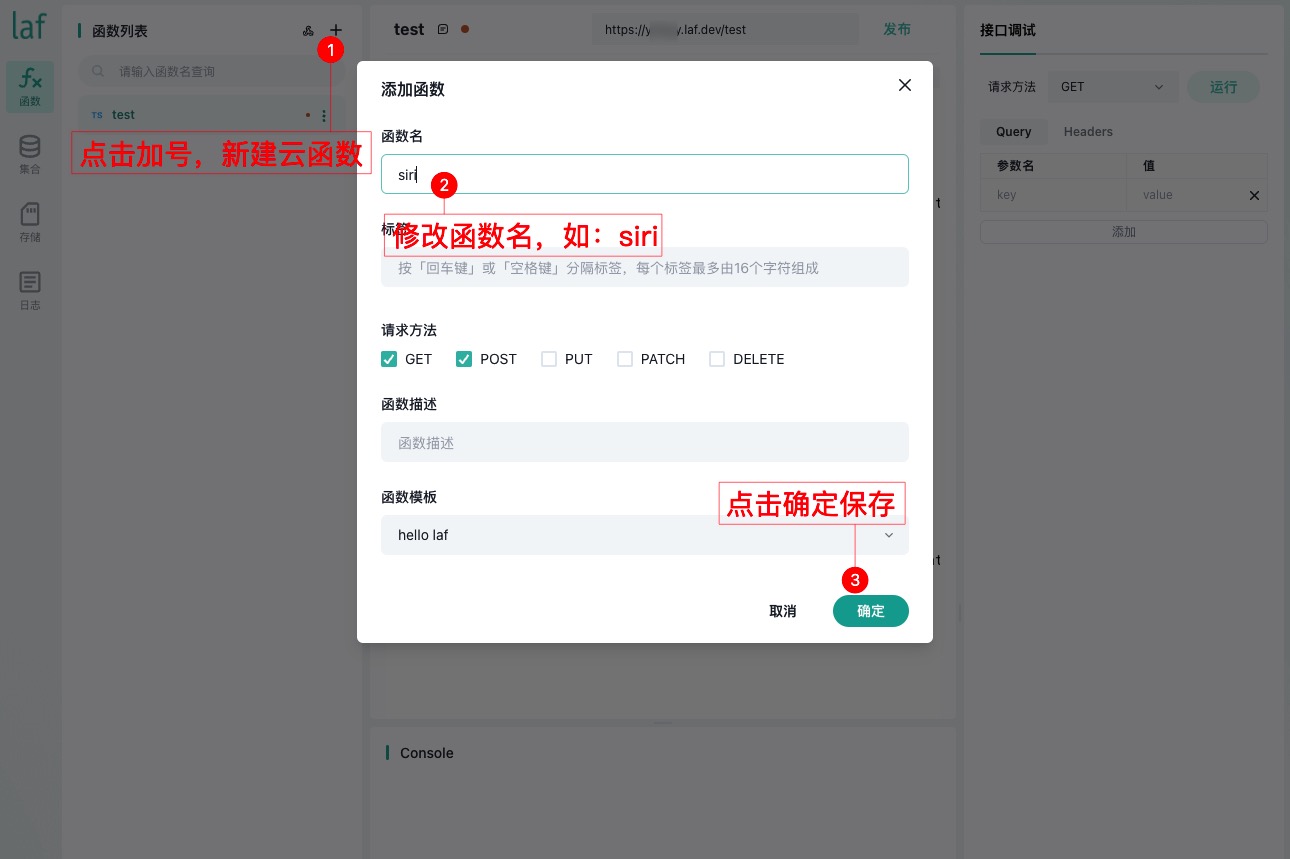 laf
函数
集合
存储
日志
函数列表
1
请输入函数名查询
TS test
点击加号，新建云函数
test
.laf.dev/test
发布
添加函数
函数名
siri
2
修改函数名，如：siri
按「回车键」或「空格键」分隔标签，每个标签最多由16个字符组成
请求方法
GET POST PUT PATCH DELETE
函数描述
函数描述
函数模板
点击确定保存
hello laf
3
取消 确定
Console
接口调试
请求方法 GET 运行
Query Headers
参数名 值
key value
添加